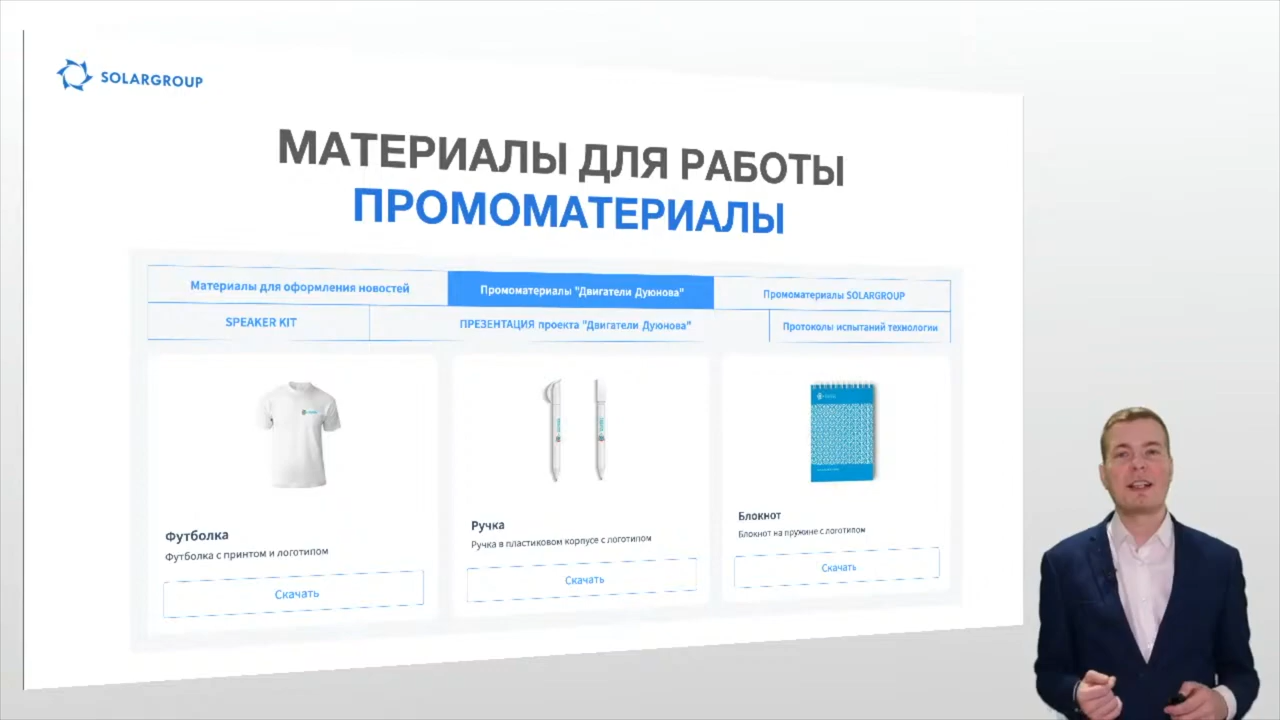 SOLARGROUP
МАТЕРИАЛЫ ДЛЯ РАБОТЫ
ПРОМОМАТЕРИАЛЫ
Материалы для оформления новостей
Промоматериалы "Двигатели Дуюнова"
Промоматериалы SOLARGROUP
SPEAKER KIT
ПРЕЗЕНТАЦИЯ проекта "Двигатели Дуюнова"
Протоколы испытаний технологии
Футболка
Футболка с принтом и логотипом
Скачать
Ручка
Ручка в пластиковом корпусе с логотипом
Скачать
Блокнот
Блокнот на пружине с логотипом
Скачать